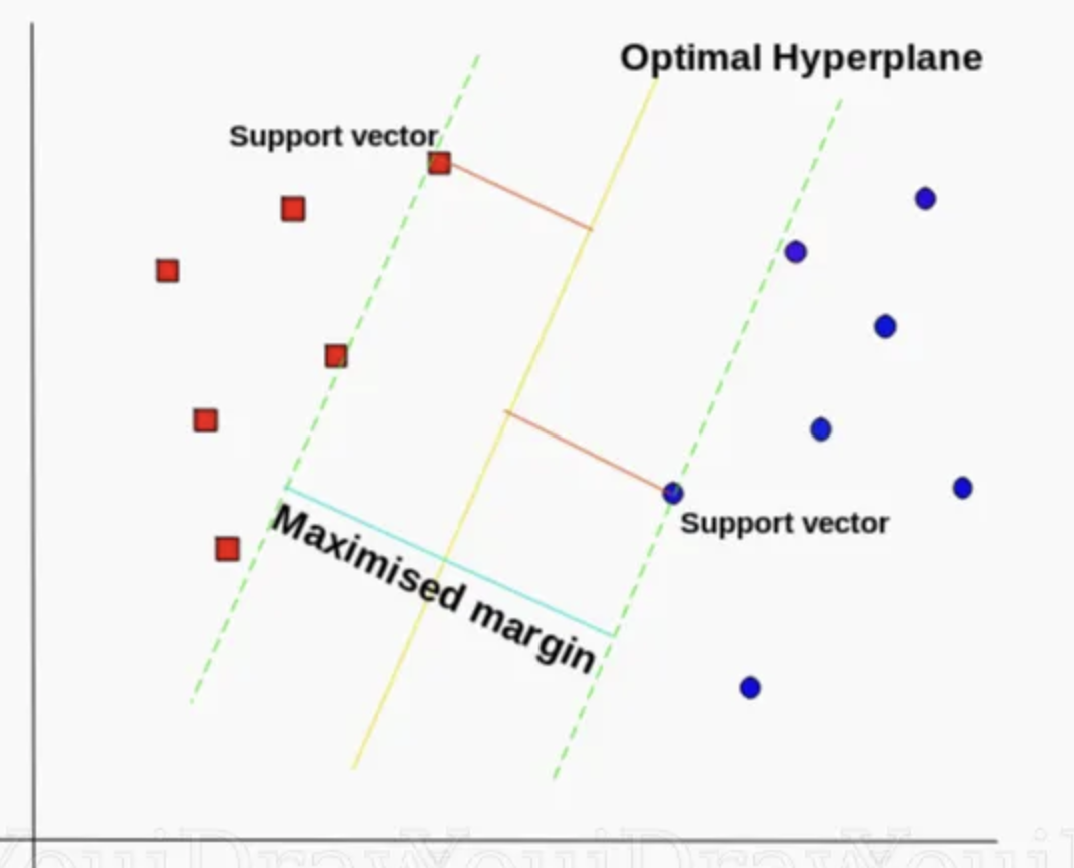 Optimal Hyperplane
Support vector
Support vector
Maximised margin